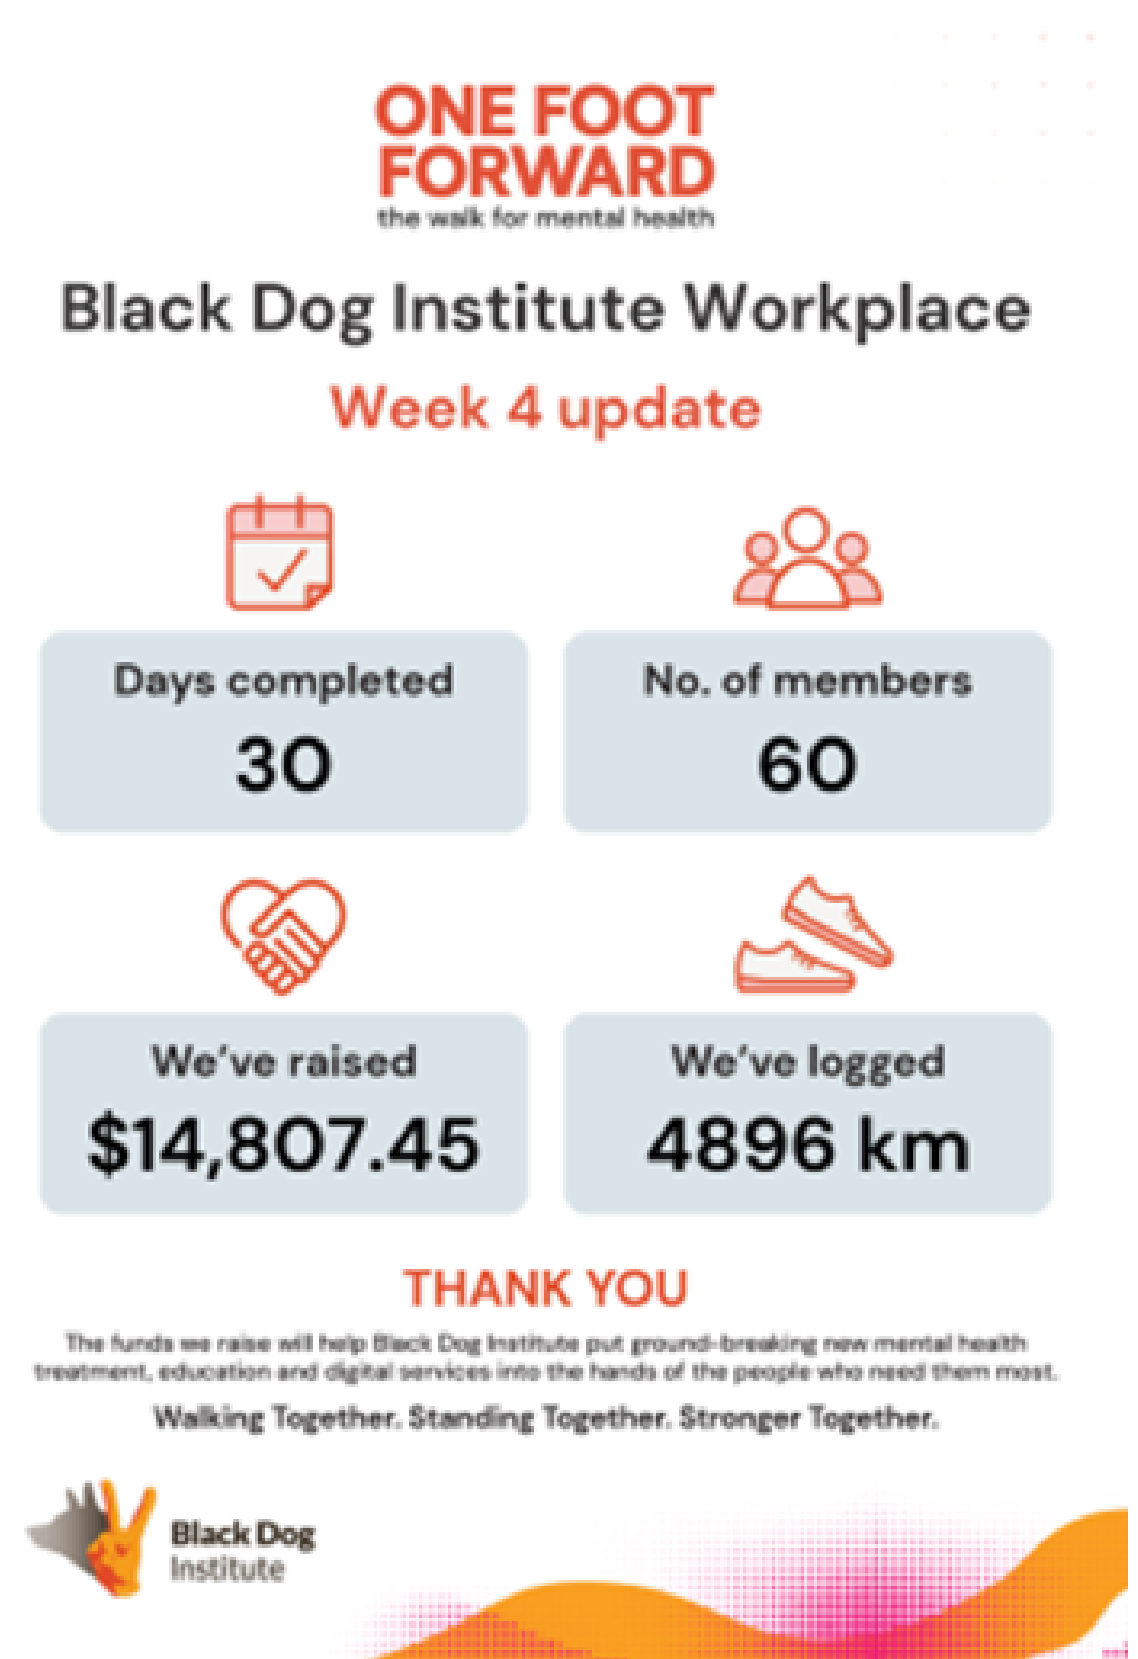 ONE FOOT
FORWARD
the walk for mental health
Black Dog Institute Workplace
Week 4 update
Days completed
30
No. of members
60
We've raised
$14,807.45
We've logged
4896 km
THANK YOU
The funds we raise will help Black Dog Institute put ground-breaking new mental health
treatment, education and digital services into the hands of the people who need them most.
Walking Together. Standing Together. Stronger Together.
Black Dog
Institute